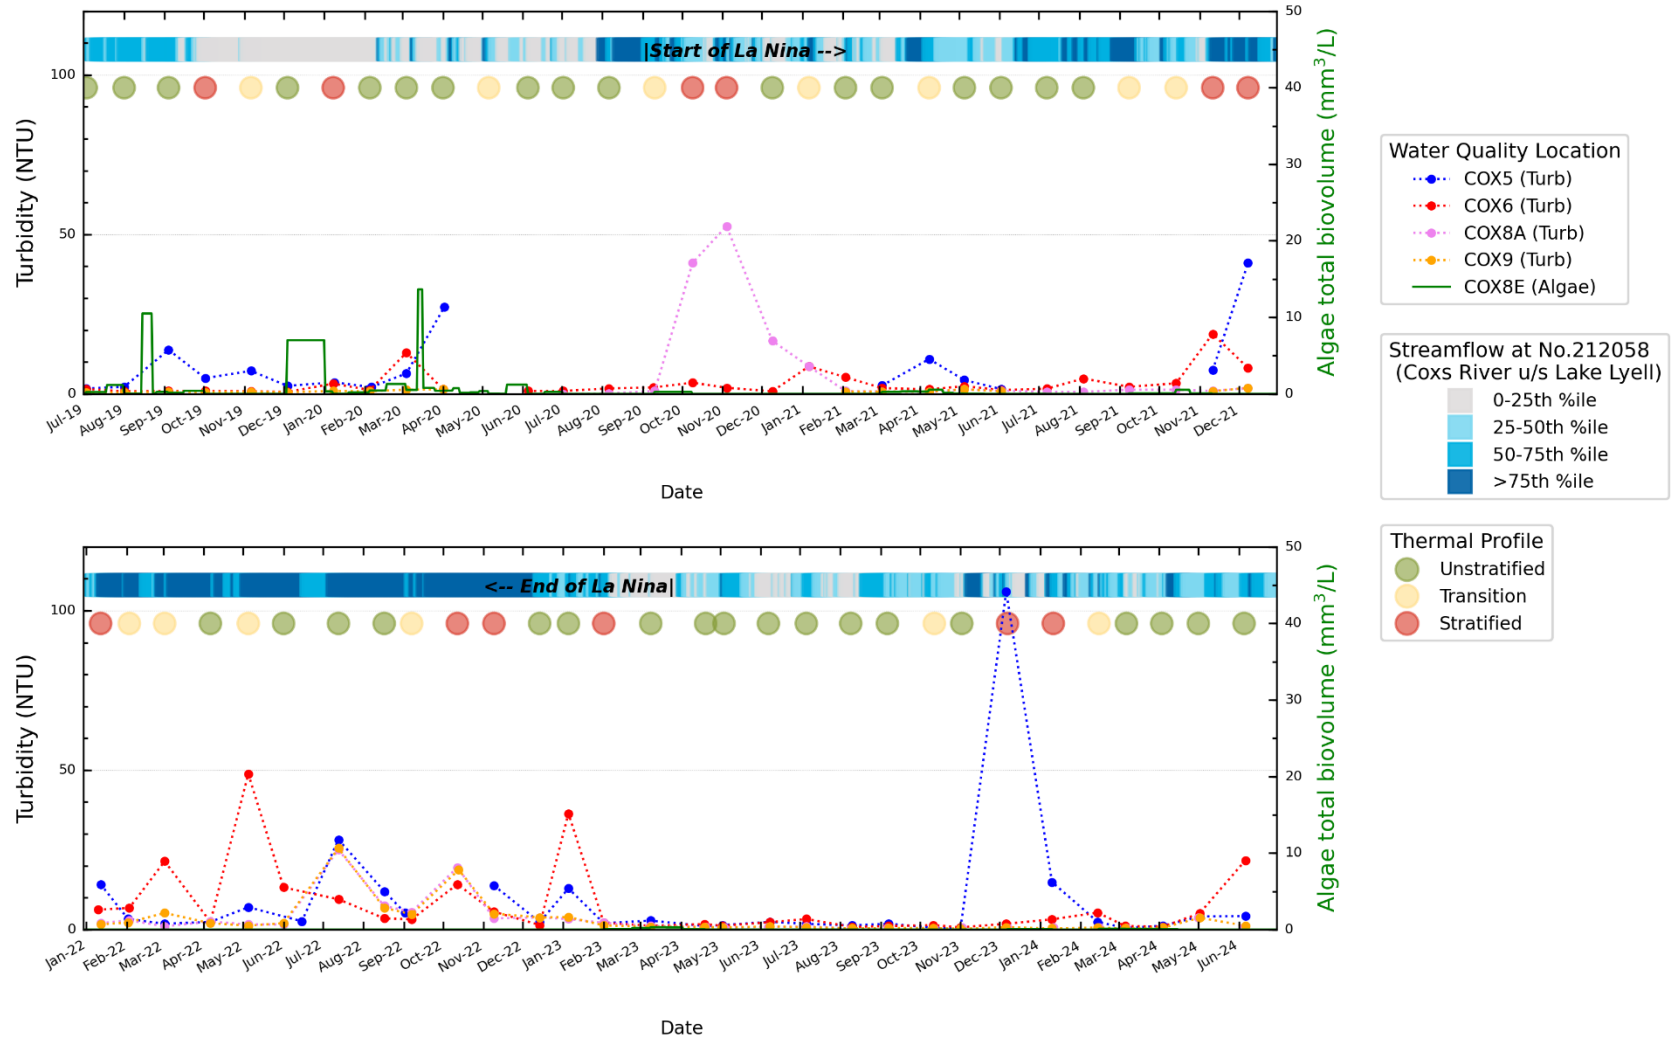 |Start of La Nina -->
Turbidity (NTU)
100
50
0
50
40
30
20
10
0
Algae total biovolume (mm³/L)
Jul-19 Aug-19 Sep-19 Oct-19 Nov-19 Dec-19 Jan-20 Feb-20 Mar-20 Apr-20 May-20 Jun-20 Jul-20 Aug-20 Sep-20 Oct-20 Nov-20 Dec-20 Jan-21 Feb-21 Mar-21 Apr-21 May-21 Jun-21 Jul-21 Aug-21 Sep-21 Oct-21 Nov-21 Dec-21
Date
Water Quality Location
COX5 (Turb)
COX6 (Turb)
COX8A (Turb)
COX9 (Turb)
COX8E (Algae)
Streamflow at No.212058
(Coxs River u/s Lake Lyell)
0-25th %ile
25-50th %ile
50-75th %ile
>75th %ile
Thermal Profile
Unstratified
Transition
Stratified
<-- End of La Nina|
Turbidity (NTU)
100
50
0
50
40
30
20
10
0
Algae total biovolume (mm³/L)
Jan-22 Feb-22 Mar-22 Apr-22 May-22 Jun-22 Jul-22 Aug-22 Sep-22 Oct-22 Nov-22 Dec-22 Jan-23 Feb-23 Mar-23 Apr-23 May-23 Jun-23 Jul-23 Aug-23 Sep-23 Oct-23 Nov-23 Dec-23 Jan-24 Feb-24 Mar-24 Apr-24 May-24 Jun-24
Date